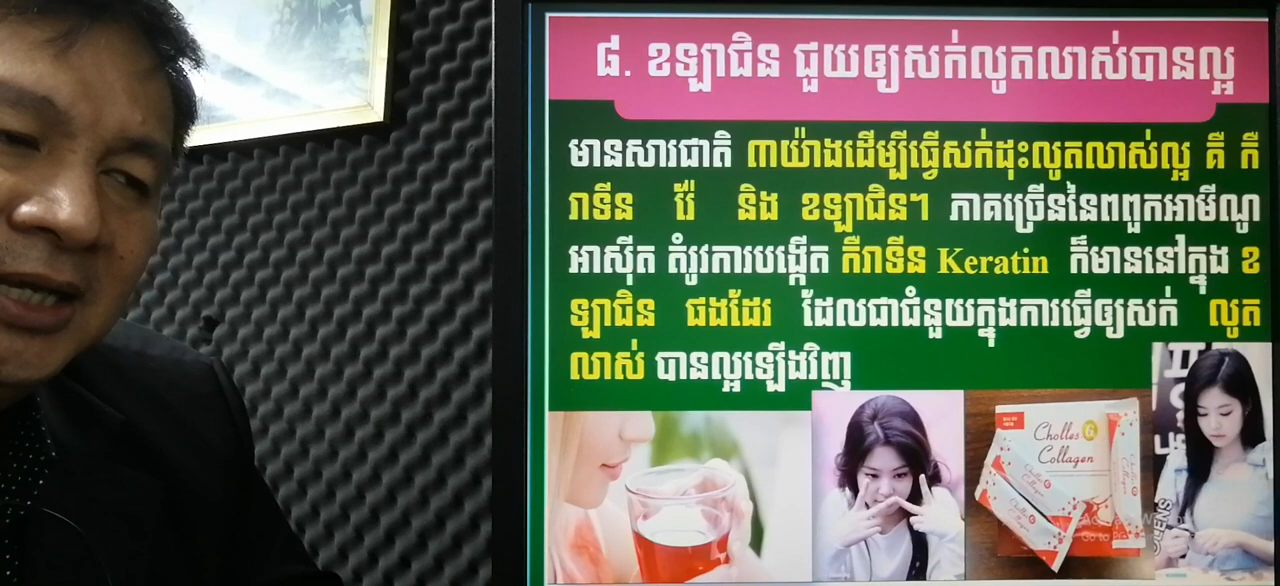 ៨. ខឡាជិន ជួយឲ្យសក់លូតលាស់បានល្អ
មានសារជាតិ ៣យ៉ាងដើម្បីធ្វើសក់ដុះលូតលាស់ល្អ គឺ កឺ
រាទីន រ៉ែ និង ខឡាជិន។ ភាគច្រើននៃពពួកអាមីណូ
អាស៊ីត តំរូវការបង្កើត កឺរាទីន Keratin ក៏មាននៅក្នុង ខ
ឡាជិន ផងដែរ ដែលជាជំនួយក្នុងការធ្វើឲ្យសក់ លូត
លាស់ បានល្អឡើងវិញ
Cholles G
Collagen
OLENS